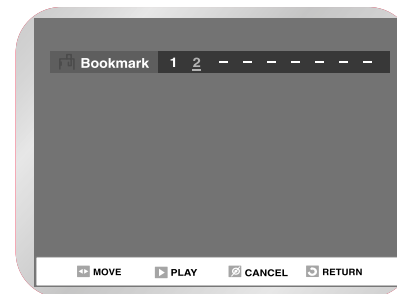 Bookmark 1 2 – – – – – – –
MOVE PLAY CANCEL RETURN